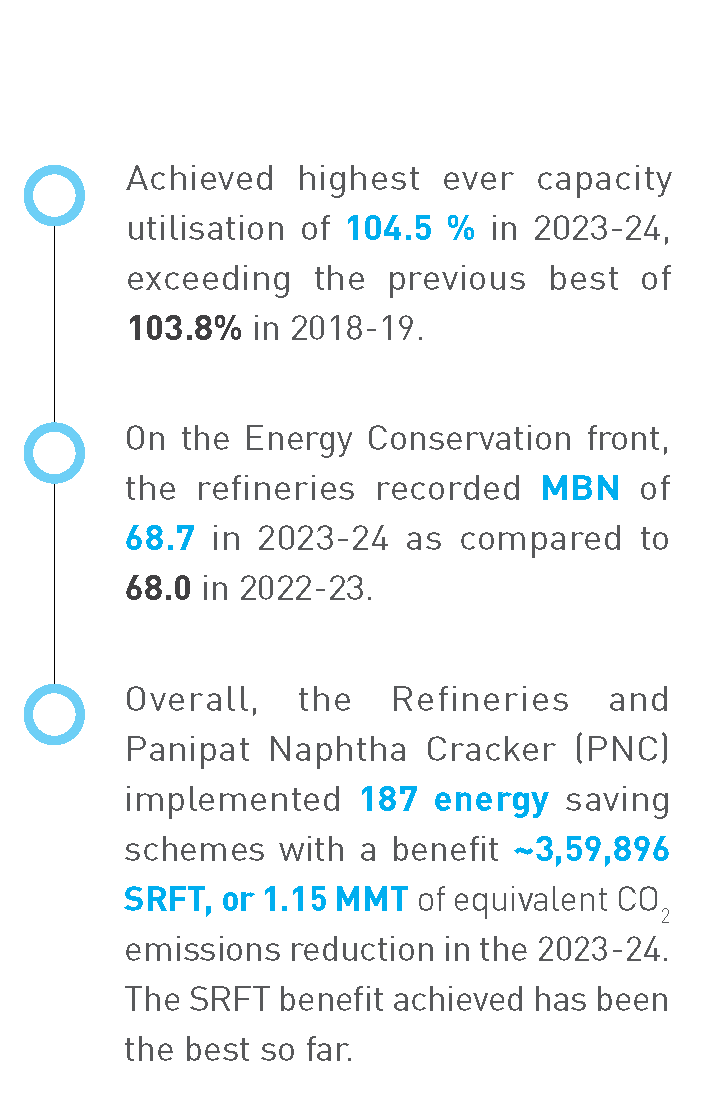 Achieved highest ever capacity
utilisation of 104.5 % in 2023-24,
exceeding the previous best of
103.8% in 2018-19.
On the Energy Conservation front,
the refineries recorded MBN of
68.7 in 2023-24 as compared to
68.0 in 2022-23.
Overall, the Refineries and
Panipat Naphtha Cracker (PNC)
implemented 187 energy saving
schemes with a benefit ~3,59,896
SRFT, or 1.15 MMT of equivalent CO₂
emissions reduction in the 2023-24.
The SRFT benefit achieved has been
the best so far.